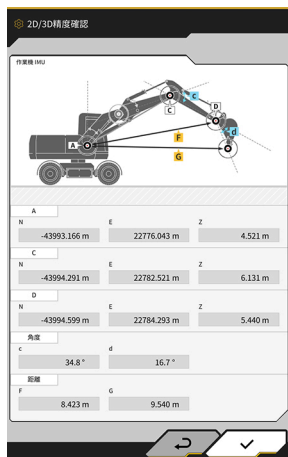 2D/3D精度確認
作業機 IMU
c
C
D
A
d
F
G
A
N E Z
-43993.166 m 22776.043 m 4.521 m
C
N E Z
-43994.291 m 22782.521 m 6.131 m
D
N E Z
-43994.599 m 22784.293 m 5.440 m
角度
c d
34.8 ° 16.7 °
距離
F G
8.423 m 9.540 m